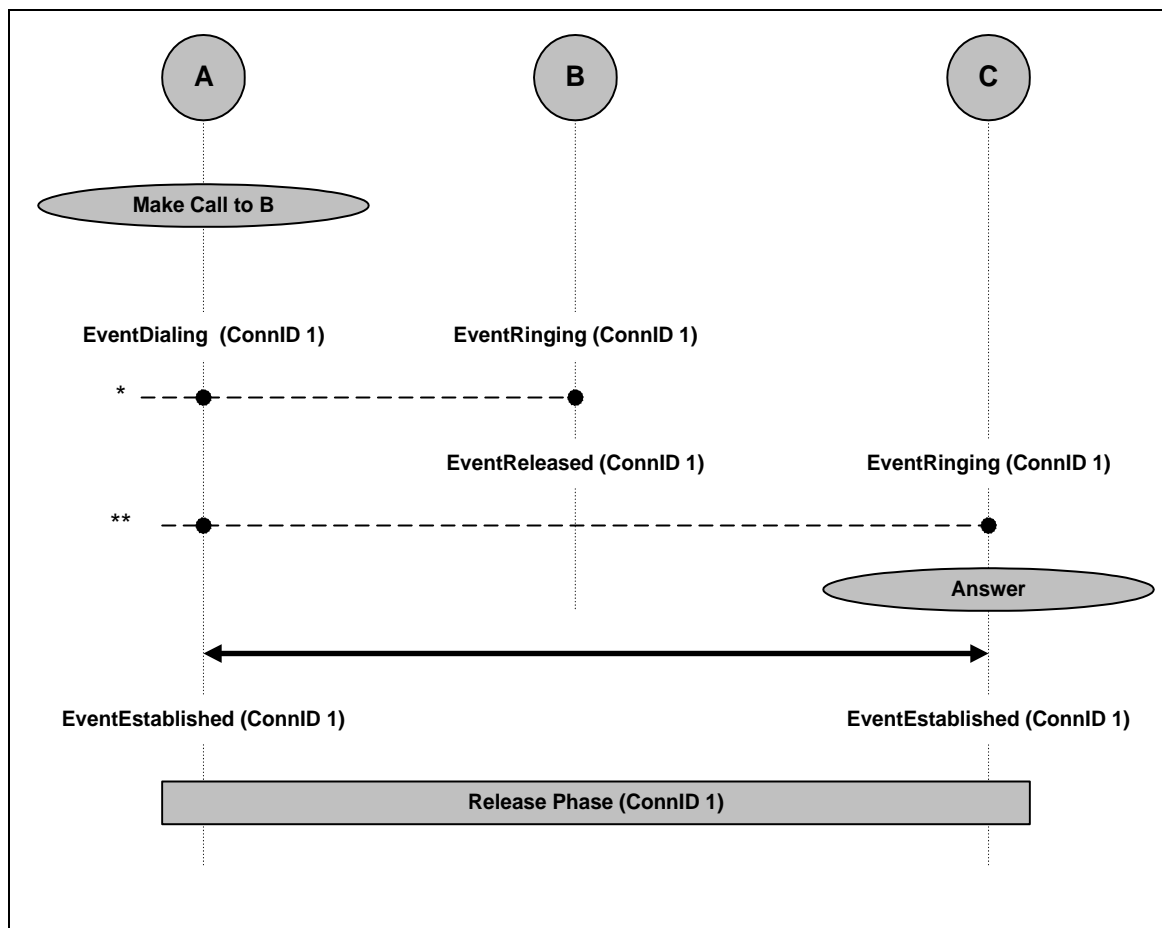 A B C
Make Call to B
EventDialing (ConnID 1) EventRinging (ConnID 1)
*
EventReleased (ConnID 1) EventRinging (ConnID 1)
**
Answer
EventEstablished (ConnID 1) EventEstablished (ConnID 1)
Release Phase (ConnID 1)